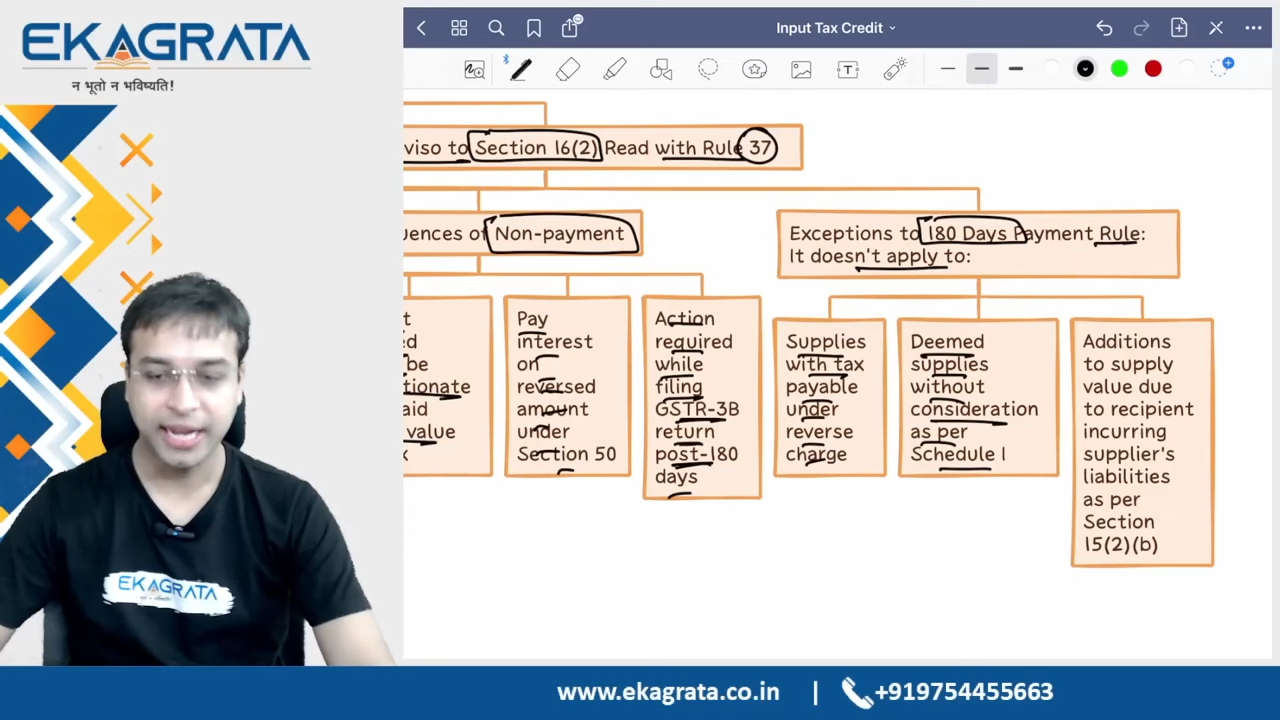 EKAGRATA
न भूतो न भविष्यति!
Input Tax Credit
T
viso to Section 16(2) Read with Rule 37
uences of Non-payment
Exceptions to 180 Days Payment Rule:
It doesn't apply to:
t
ed
be
tionate
aid
value
Pay
interest
on
reversed
amount
under
Section 50
Action
required
while
filing
GSTR-3B
return
post-180
days
Supplies
with tax
payable
under
reverse
charge
Deemed
supplies
without
consideration
as per
Schedule I
Additions
to supply
value due
to recipient
incurring
supplier's
liabilities
as per
Section
15(2)(b)
EKAGRATA
www.ekagrata.co.in | +919754455663